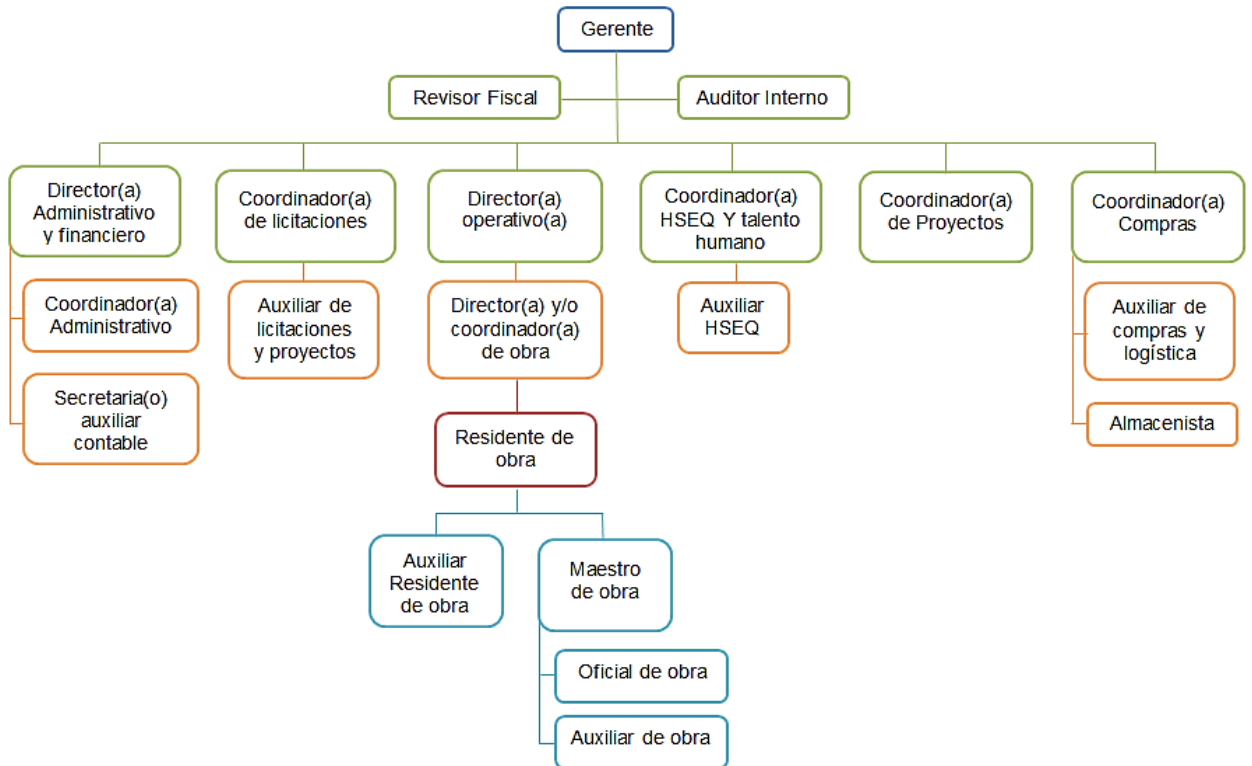 Gerente
Revisor Fiscal
Auditor Interno
Director(a)
Administrativo
y financiero
Coordinador(a)
de licitaciones
Director(a)
operativo(a)
Coordinador(a)
HSEQ Y talento
humano
Coordinador(a)
de Proyectos
Coordinador(a)
Compras
Coordinador(a)
Administrativo
Secretaria(o)
auxiliar
contable
Auxiliar de
licitaciones
y proyectos
Director(a) y/o
coordinador(a)
de obra
Auxiliar
HSEQ
Auxiliar de
compras y
logística
Almacenista
Residente de
obra
Auxiliar
Residente
de obra
Maestro
de obra
Oficial de obra
Auxiliar de obra